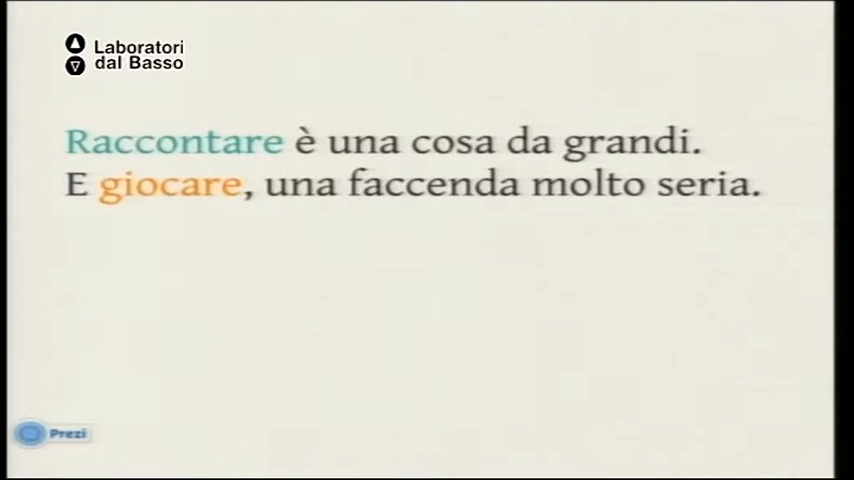 Laboratori
dal Basso
Raccontare è una cosa da grandi.
E giocare, una faccenda molto seria.
Prezi